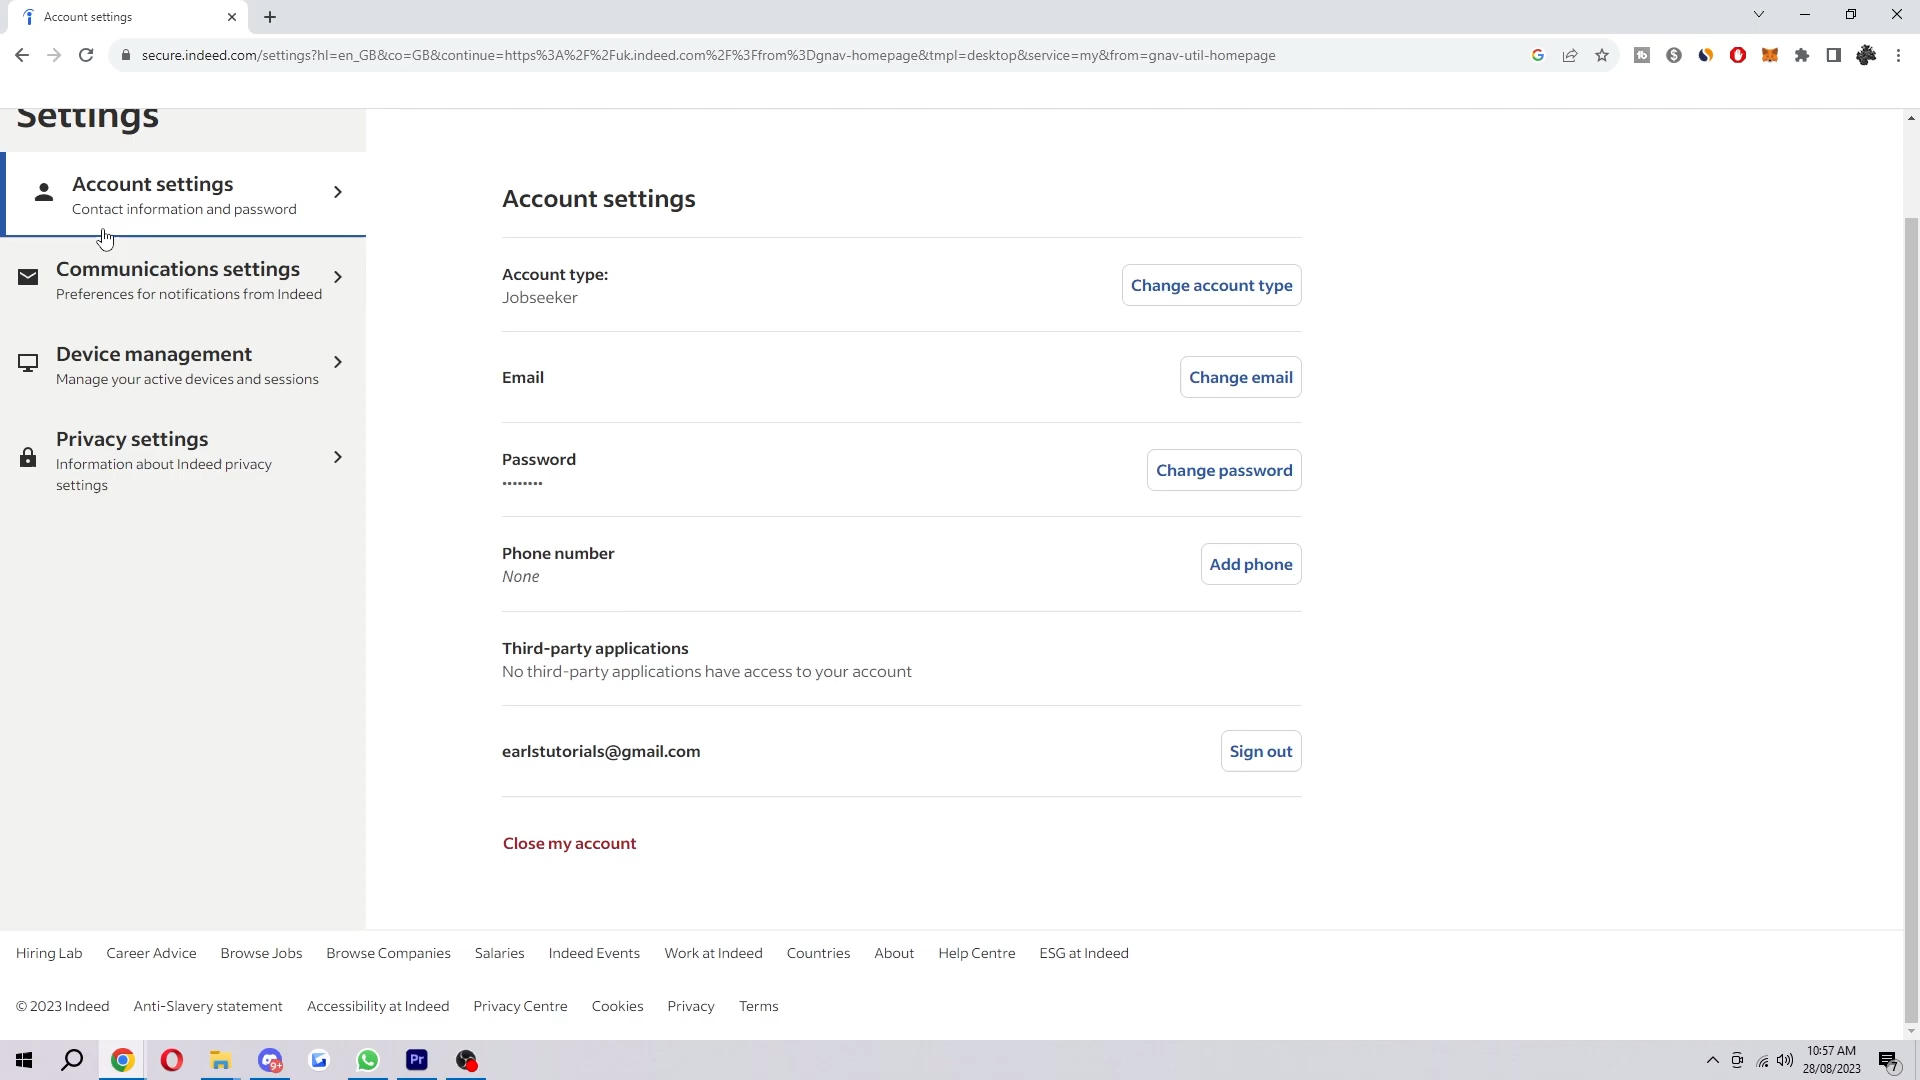 Account settings
secure.indeed.com/settings?hl=en_GB&co=GB&continue=https%3A%2F%2Fuk.indeed.com%2F%3Ffrom%3Dgnav-homepage&tmpl=desktop&service=my&from=gnav-util-homepage
Settings
Account settings
Contact information and password
Communications settings
Preferences for notifications from Indeed
Device management
Manage your active devices and sessions
Privacy settings
Information about Indeed privacy
settings
Account settings
Account type:
Jobseeker
Change account type
Email
Change email
Password
••••••••
Change password
Phone number
None
Add phone
Third-party applications
No third-party applications have access to your account
earlstutorials@gmail.com
Sign out
Close my account
Hiring Lab Career Advice Browse Jobs Browse Companies Salaries Indeed Events Work at Indeed Countries About Help Centre ESG at Indeed
© 2023 Indeed Anti-Slavery statement Accessibility at Indeed Privacy Centre Cookies Privacy Terms
9+
Pr
10:57 AM
28/08/2023
7